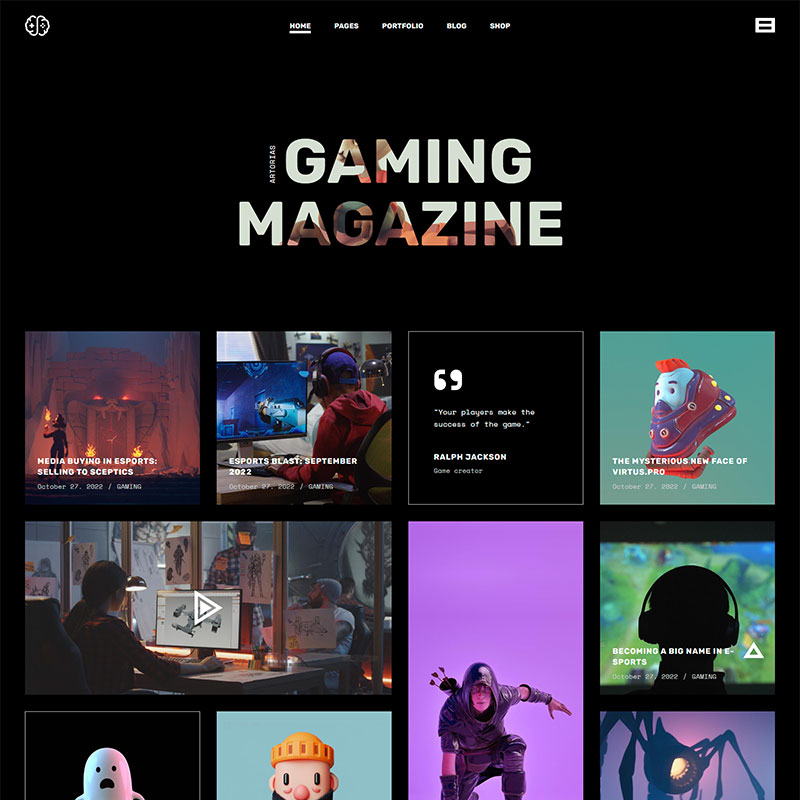 HOME PAGES PORTFOLIO BLOG SHOP
ARTORIAS
GAMING
MAGAZINE
MEDIA BUYING IN ESPORTS:
SELLIND TO SCEPTICS
October 27, 2022 / GAMING
ESPORTS BLAST: SEPTEMBER
2022
October 27, 2022 / GAMING
"Your players make the
success of the game."
RALPH JACKSON
Game creator
THE MYSTERIOUS NEW FACE OF
VIRTUS.PRO
October 27, 2022 / GAMING
BECOMING A BIG NAME IN E-
SPORTS
October 27, 2022 / GAMING